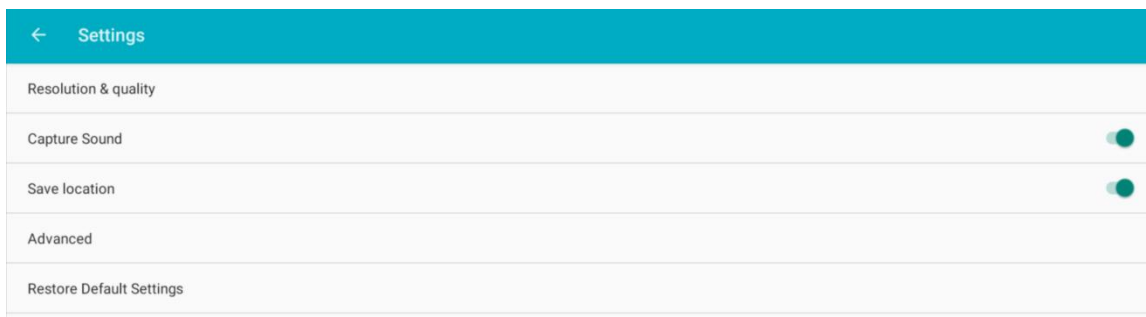 Settings
Resolution & quality
Capture Sound
Save location
Advanced
Restore Default Settings